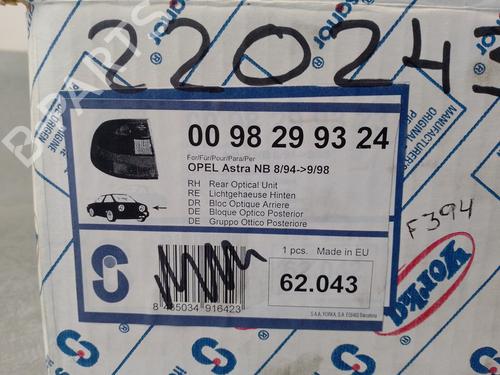 220243
00 98 29 93 24
For/Für/Pour/Para/Per
OPEL Astra NB 8/94->9/98
RH Rear Optical Unit
RE Lichtgehaeuse Hinten
DR Bloc Optique Arriere
DE Bloque Optico Posterior
DE Gruppo Ottico Posteriore
1 pcs. Made in EU
62.043
8 435034 916423
S.A.A. YORKA, S.A.
F394
Yorka
B-PARTS